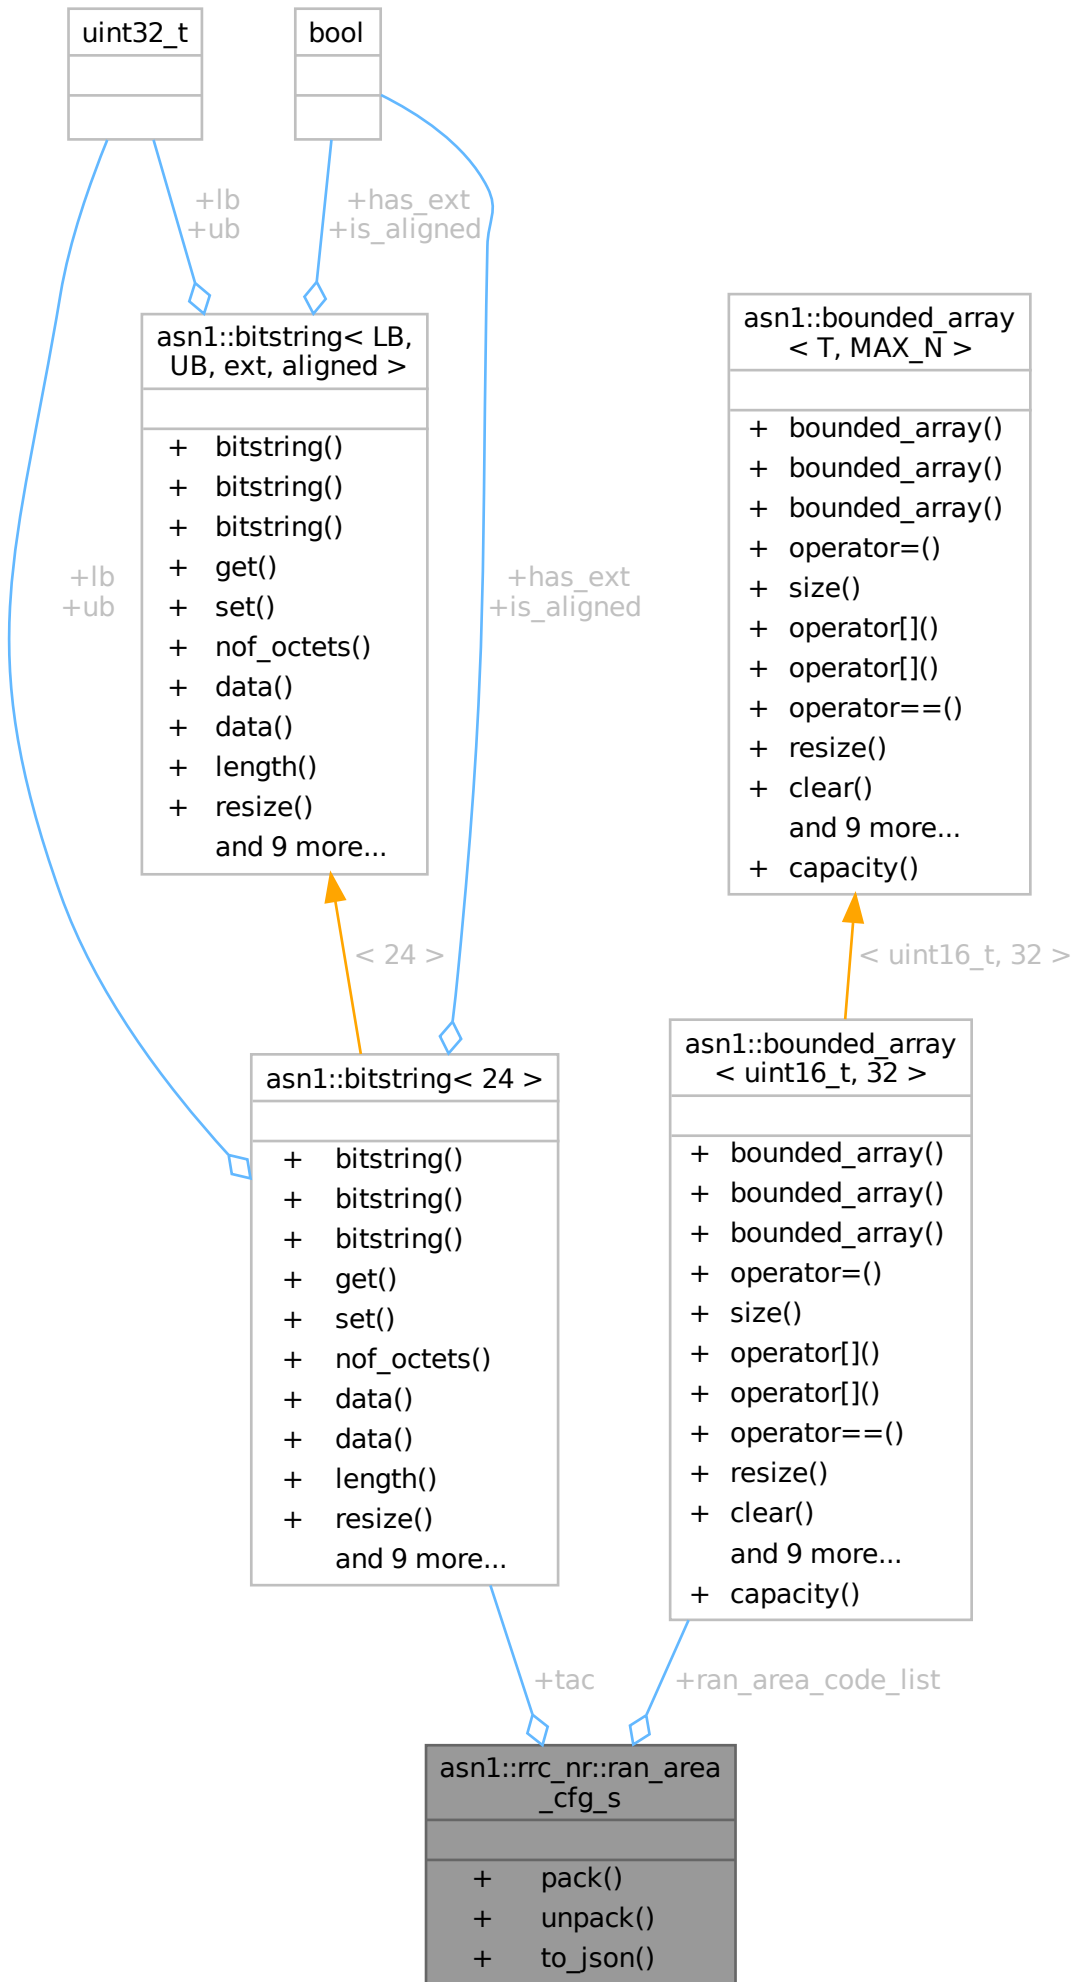 uint32_t
bool
+lb
+ub
+has_ext
+is_aligned
asn1::bitstring< LB,
UB, ext, aligned >
+ bitstring()
+ bitstring()
+ bitstring()
+ get()
+ set()
+ nof_octets()
+ data()
+ data()
+ length()
+ resize()
and 9 more...
asn1::bounded_array
< T, MAX_N >
+ bounded_array()
+ bounded_array()
+ bounded_array()
+ operator=()
+ size()
+ operator[]()
+ operator[]()
+ operator==()
+ resize()
+ clear()
and 9 more...
+ capacity()
+lb
+ub
+has_ext
+is_aligned
< 24 >
< uint16_t, 32 >
asn1::bitstring< 24 >
+ bitstring()
+ bitstring()
+ bitstring()
+ get()
+ set()
+ nof_octets()
+ data()
+ data()
+ length()
+ resize()
and 9 more...
asn1::bounded_array
< uint16_t, 32 >
+ bounded_array()
+ bounded_array()
+ bounded_array()
+ operator=()
+ size()
+ operator[]()
+ operator[]()
+ operator==()
+ resize()
+ clear()
and 9 more...
+ capacity()
+tac
+ran_area_code_list
asn1::rrc_nr::ran_area
_cfg_s
+ pack()
+ unpack()
+ to_json()